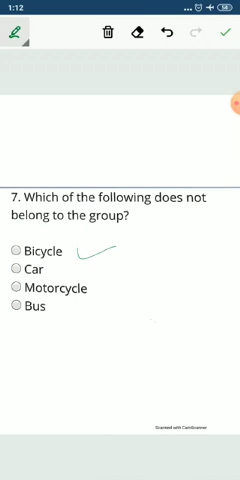 1:12
58
7. Which of the following does not
belong to the group?
Bicycle
Car
Motorcycle
Bus
Scanned with CamScanner